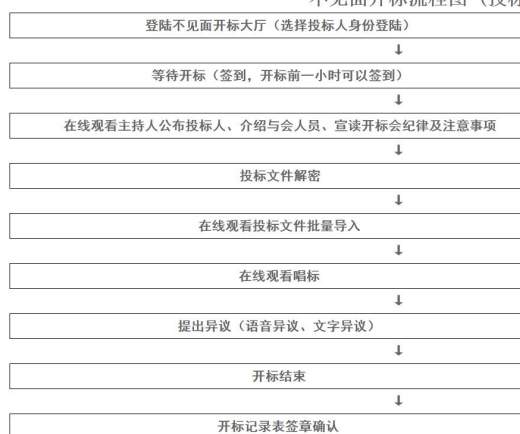 不见面开标流程图（投标
登陆不见面开标大厅（选择投标人身份登陆）
↓
等待开标（签到，开标前一小时可以签到）
↓
在线观看主持人公布投标人、介绍与会人员、宣读开标会纪律及注意事项
↓
投标文件解密
↓
在线观看投标文件批量导入
↓
在线观看唱标
↓
提出异议（语音异议、文字异议）
↓
开标结束
↓
开标记录表签章确认